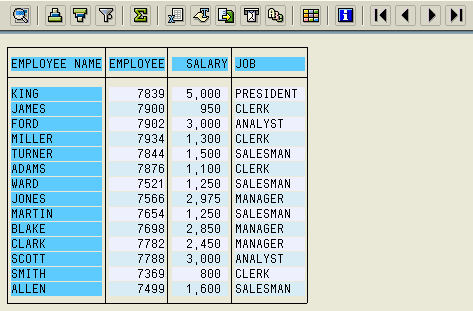 EMPLOYEE NAME EMPLOYEE SALARY JOB
KING 7839 5,000 PRESIDENT
JAMES 7900 950 CLERK
FORD 7902 3,000 ANALYST
MILLER 7934 1,300 CLERK
TURNER 7844 1,500 SALESMAN
ADAMS 7876 1,100 CLERK
WARD 7521 1,250 SALESMAN
JONES 7566 2,975 MANAGER
MARTIN 7654 1,250 SALESMAN
BLAKE 7698 2,850 MANAGER
CLARK 7782 2,450 MANAGER
SCOTT 7788 3,000 ANALYST
SMITH 7369 800 CLERK
ALLEN 7499 1,600 SALESMAN